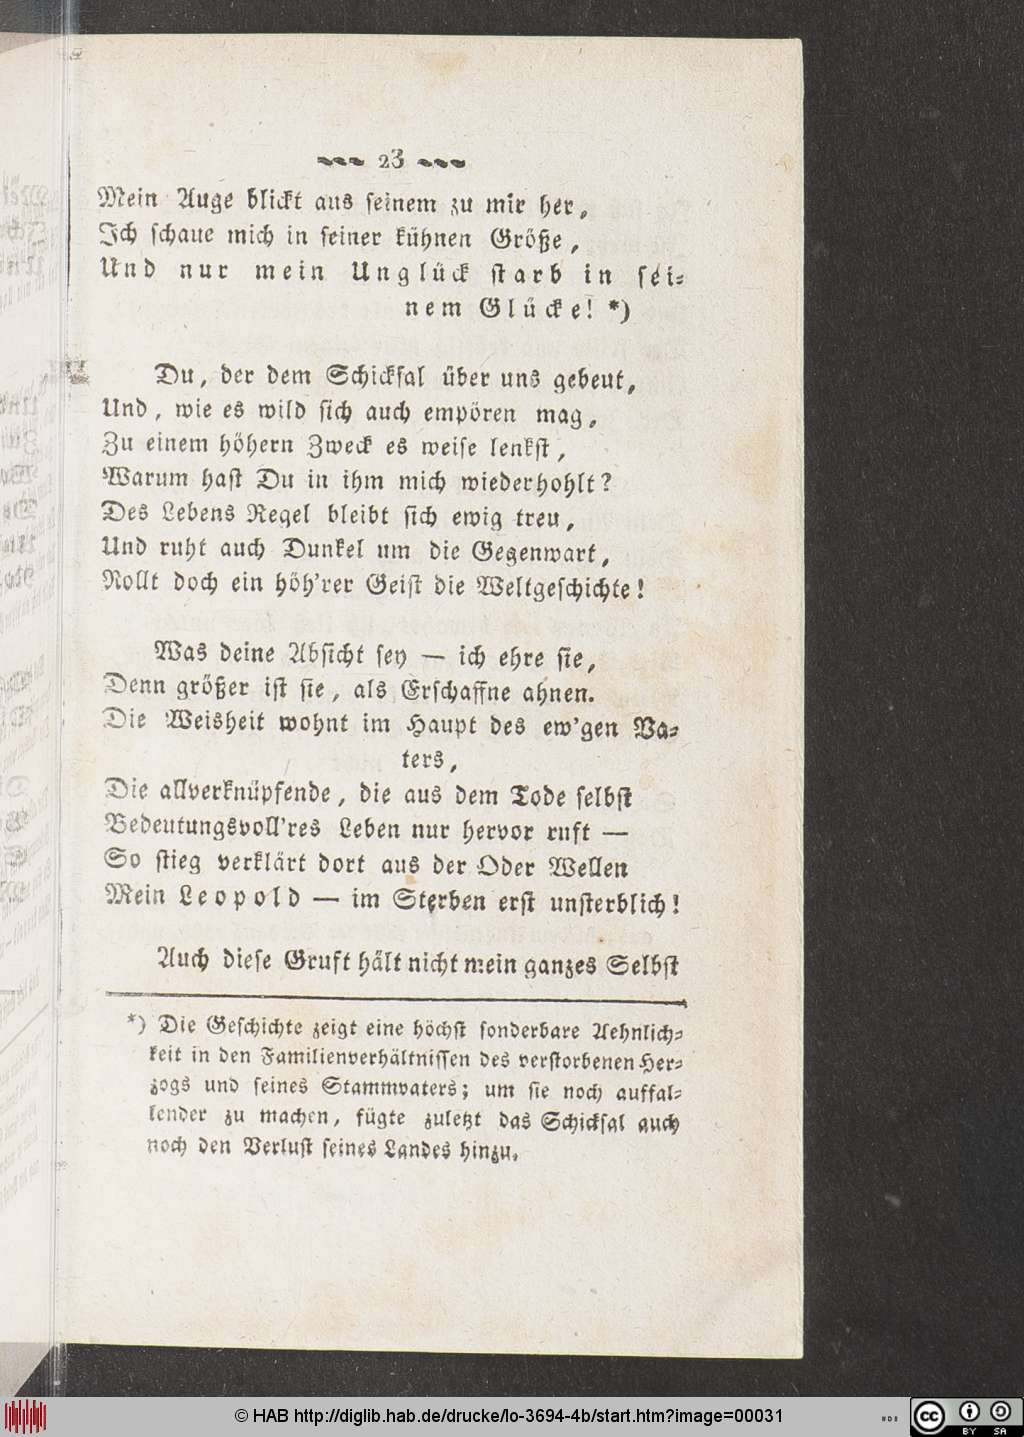 23
Mein Auge blickt aus seinem zu mir her,
Ich schaue mich in seiner kühnen Größe,
Und nur mein Unglück starb in sei-
nem Glücke! *)
Du, der dem Schicksal über uns gebeut,
Und, wie es wild sich auch empören mag,
Zu einem höhern Zweck es weise lenkst,
Warum hast Du in ihm mich wiederhohlt?
Des Lebens Regel bleibt sich ewig treu,
Und ruht auch Dunkel um die Gegenwart,
Rollt doch ein höh'rer Geist die Weltgeschichte!
Was deine Absicht sey — ich ehre sie,
Denn größer ist sie, als Erschaffne ahnen.
Die Weisheit wohnt im Haupt des ew'gen Va-
ters,
Die allverknüpfende, die aus dem Tode selbst
Bedeutungsvoll'res Leben nur hervor ruft —
So stieg verklärt dort aus der Oder Wellen
Mein Leopold — im Sterben erst unsterblich!
Auch diese Gruft hält nicht mein ganzes Selbst
*) Die Geschichte zeigt eine höchst sonderbare Aehnlich-
keit in den Familienverhältnissen des verstorbenen Her-
zogs und seines Stammvaters; um sie noch auffal-
lender zu machen, fügte zuletzt das Schicksal auch
noch den Verlust seines Landes hinzu.
© HAB http://diglib.hab.de/drucke/lo-3694-4b/start.htm?image=00031
cc BY SA